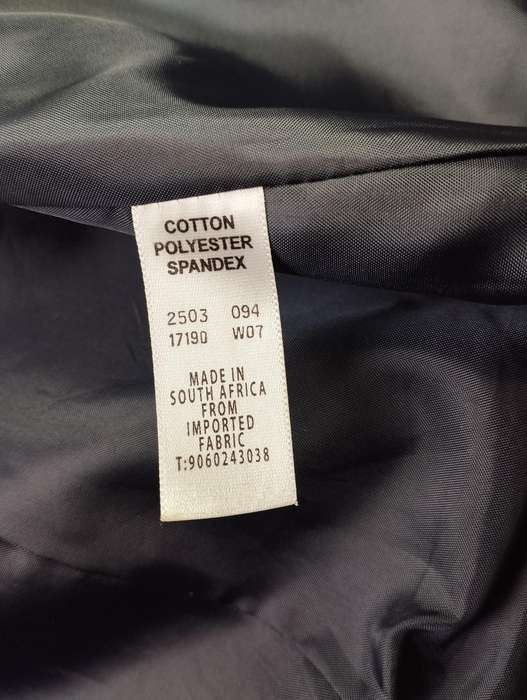 COTTON
POLYESTER
SPANDEX
2503 094
17190 W07
MADE IN
SOUTH AFRICA
FROM
IMPORTED
FABRIC
T:9060243038